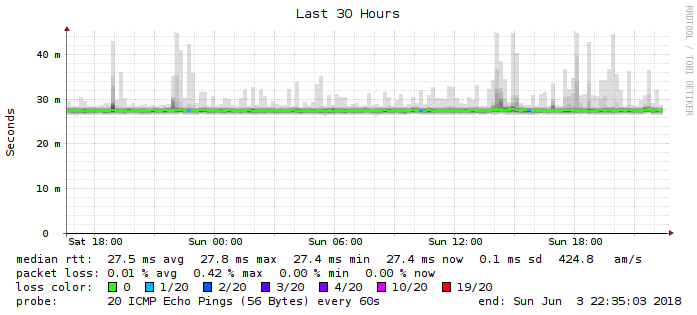 Last 30 Hours
RRDTOOL / TOBI OETIKER
Seconds
40 m
30 m
20 m
10 m
0
Sat 18:00 Sun 00:00 Sun 06:00 Sun 12:00 Sun 18:00
median rtt: 27.5 ms avg 27.8 ms max 27.4 ms min 27.4 ms now 0.1 ms sd 424.8 am/s
packet loss: 0.01 % avg 0.42 % max 0.00 % min 0.00 % now
loss color: 0 1/20 2/20 3/20 4/20 10/20 19/20
probe: 20 ICMP Echo Pings (56 Bytes) every 60s end: Sun Jun 3 22:35:03 2018